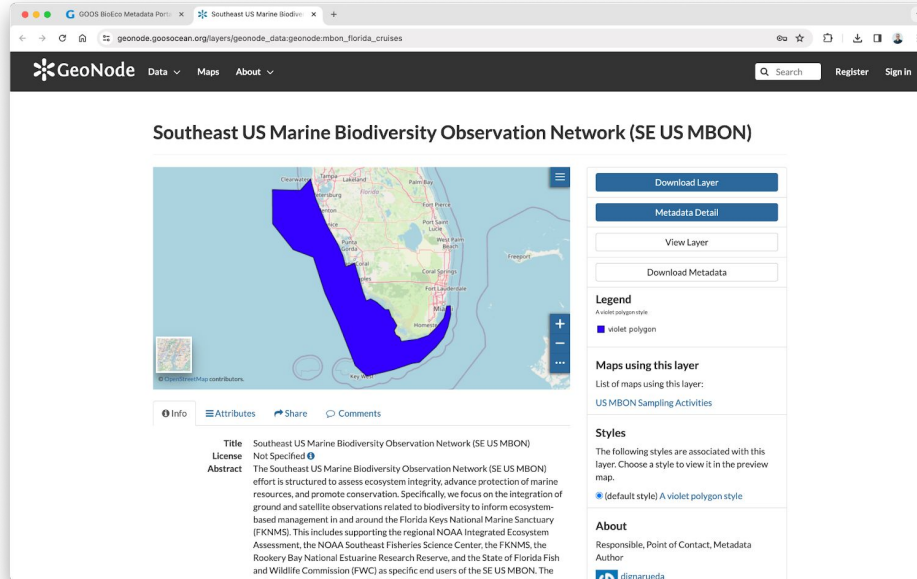 GOOS BioEco Metadata Port
Southeast US Marine Biodiver
geonode.goosocean.org/layers/geonode_data:geonode:mbon_florida_cruises
GeoNode Data Maps About Search Register Sign in
Southeast US Marine Biodiversity Observation Network (SE US MBON)
Clearwater Tampa Lakeland Palm Bay
Florida
Fort Pierce
Port Saint
Lucie
Punta
Gorda
West Palm
Beach
Freeport
Coral
Coral Springs
Fort Lauderdale
Key West
© OpenStreetMap contributors.
Download Layer
Metadata Detail
View Layer
Download Metadata
Legend
A violet polygon style
violet polygon
Maps using this layer
List of maps using this layer:
US MBON Sampling Activities
Styles
The following styles are associated with this
layer. Choose a style to view it in the preview
map.
(default style) A violet polygon style
About
Responsible, Point of Contact, Metadata
Author
dignarueda
Info Attributes Share Comments
Title Southeast US Marine Biodiversity Observation Network (SE US MBON)
License Not Specified
Abstract The Southeast US Marine Biodiversity Observation Network (SE US MBON)
effort is structured to assess ecosystem integrity, advance protection of marine
resources, and promote conservation. Specifically, we focus on the integration of
ground and satellite observations related to biodiversity to inform ecosystem-
based management in and around the Florida Keys National Marine Sanctuary
(FKNMS). This includes supporting the regional NOAA Integrated Ecosystem
Assessment, the NOAA Southeast Fisheries Science Center, the FKNMS, the
Rookery Bay National Estuarine Research Reserve, and the State of Florida Fish
and Wildlife Commission (FWC) as specific end users of the SE US MBON. The